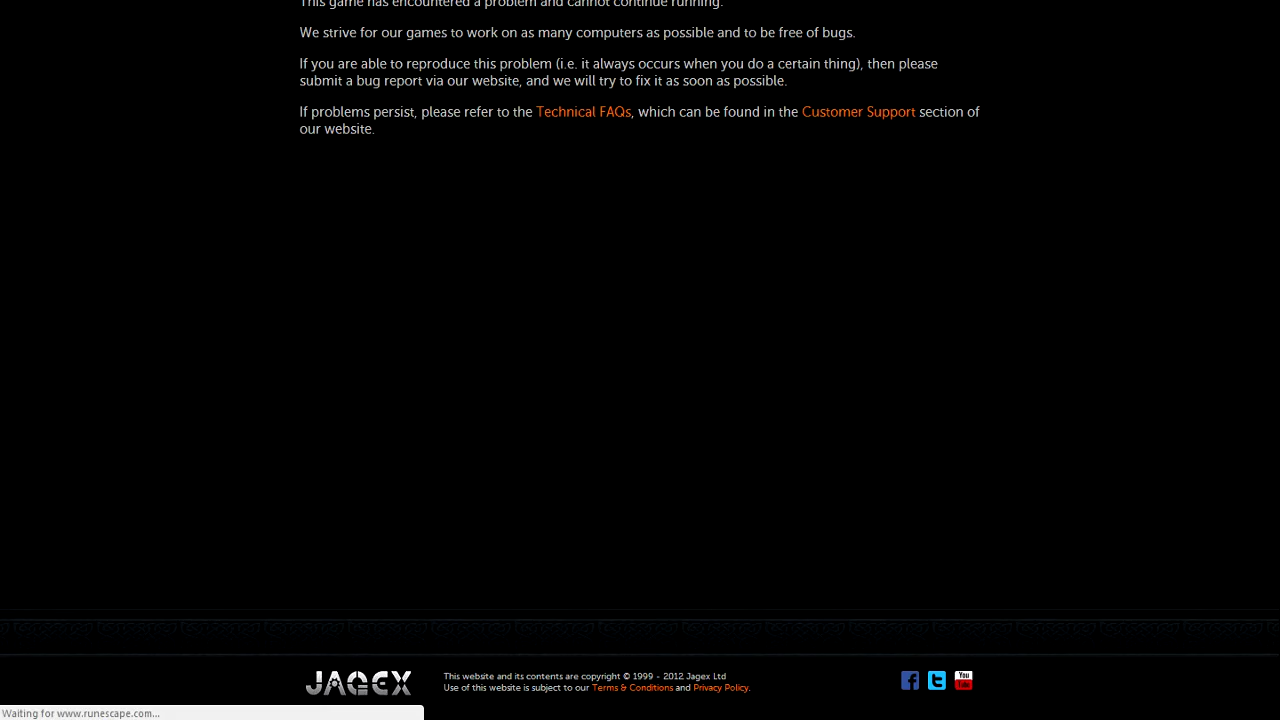 This game has encountered a problem and cannot continue running.
We strive for our games to work on as many computers as possible and to be free of bugs.
If you are able to reproduce this problem (i.e. it always occurs when you do a certain thing), then please
submit a bug report via our website, and we will try to fix it as soon as possible.
If problems persist, please refer to the Technical FAQs, which can be found in the Customer Support section of
our website.
JAGEX
This website and its contents are copyright © 1999 - 2012 Jagex Ltd
Use of this website is subject to our Terms & Conditions and Privacy Policy.
You
Tube
Waiting for www.runescape.com...